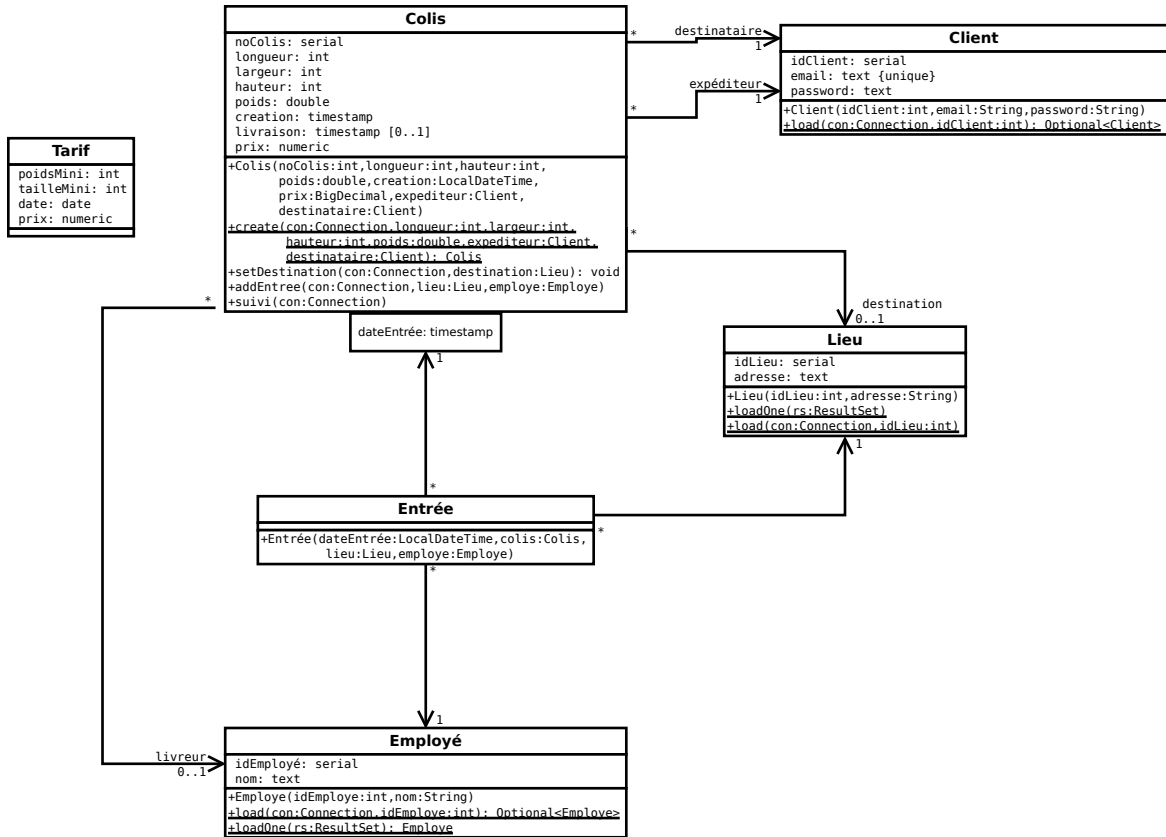 Colis
noColis: serial
longueur: int
largeur: int
hauteur: int
poids: double
creation: timestamp
livraison: timestamp [0..1]
prix: numeric
+Colis(noColis:int,longueur:int,hauteur:int,
poids:double,creation:LocalDateTime,
prix:BigDecimal,expediteur:Client,
destinataire:Client)
+create(con:Connection,longueur:int,largeur:int,
hauteur:int,poids:double,expediteur:Client,
destinataire:Client): Colis
+setDestination(con:Connection,destination:Lieu): void
+addEntree(con:Connection,lieu:Lieu,employe:Employe)
+suivi(con:Connection)
dateEntrée: timestamp
*
destinataire
1
*
expéditeur
1
Client
idClient: serial
email: text {unique}
password: text
+Client(idClient:int,email:String,password:String)
+load(con:Connection,idClient:int): Optional<Client>
Tarif
poidsMini: int
tailleMini: int
date: date
prix: numeric
*
destination
0..1
Lieu
idLieu: serial
adresse: text
+Lieu(idLieu:int,adresse:String)
+loadOne(rs:ResultSet)
+load(con:Connection,idLieu:int)
1
*
1
*
Entrée
+Entrée(dateEntrée:LocalDateTime,colis:Colis,
lieu:Lieu,employe:Employe)
*
1
*
livreur
0..1
Employé
idEmployé: serial
nom: text
+Employe(idEmploye:int,nom:String)
+load(con:Connection,idEmploye:int): Optional<Employe>
+loadOne(rs:ResultSet): Employe